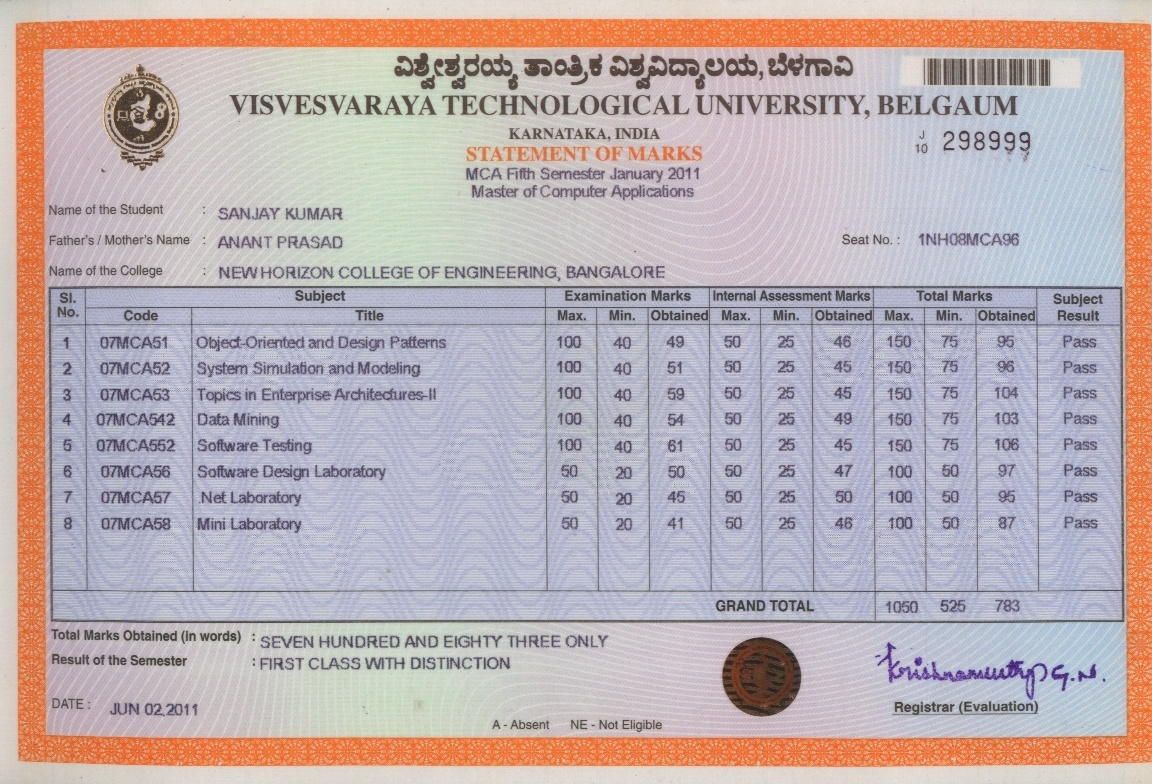 ವಿಶ್ವೇಶ್ವರಯ್ಯ ತಾಂತ್ರಿಕ ವಿಶ್ವವಿದ್ಯಾಲಯ, ಬೆಳಗಾವಿ
VISVESVARAYA TECHNOLOGICAL UNIVERSITY, BELGAUM
KARNATAKA, INDIA
J/10 298999
STATEMENT OF MARKS
MCA Fifth Semester January 2011
Master of Computer Applications
Name of the Student : SANJAY KUMAR
Father's / Mother's Name : ANANT PRASAD Seat No. : 1NH08MCA96
Name of the College : NEW HORIZON COLLEGE OF ENGINEERING, BANGALORE
Sl. No. Subject Examination Marks Internal Assessment Marks Total Marks Subject Result
Code Title Max. Min. Obtained Max. Min. Obtained Max. Min. Obtained
1 07MCA51 Object-Oriented and Design Patterns 100 40 49 50 25 46 150 75 95 Pass
2 07MCA52 System Simulation and Modeling 100 40 51 50 25 45 150 75 96 Pass
3 07MCA53 Topics in Enterprise Architectures-II 100 40 59 50 25 45 150 75 104 Pass
4 07MCA542 Data Mining 100 40 54 50 25 49 150 75 103 Pass
5 07MCA552 Software Testing 100 40 61 50 25 45 150 75 106 Pass
6 07MCA56 Software Design Laboratory 50 20 50 50 25 47 100 50 97 Pass
7 07MCA57 .Net Laboratory 50 20 45 50 25 50 100 50 95 Pass
8 07MCA58 Mini Laboratory 50 20 41 50 25 46 100 50 87 Pass
GRAND TOTAL 1050 525 783
Total Marks Obtained (in words) : SEVEN HUNDRED AND EIGHTY THREE ONLY
Result of the Semester : FIRST CLASS WITH DISTINCTION
Krishnamurthy G.N.
DATE : JUN 02,2011
Registrar (Evaluation)
A - Absent NE - Not Eligible